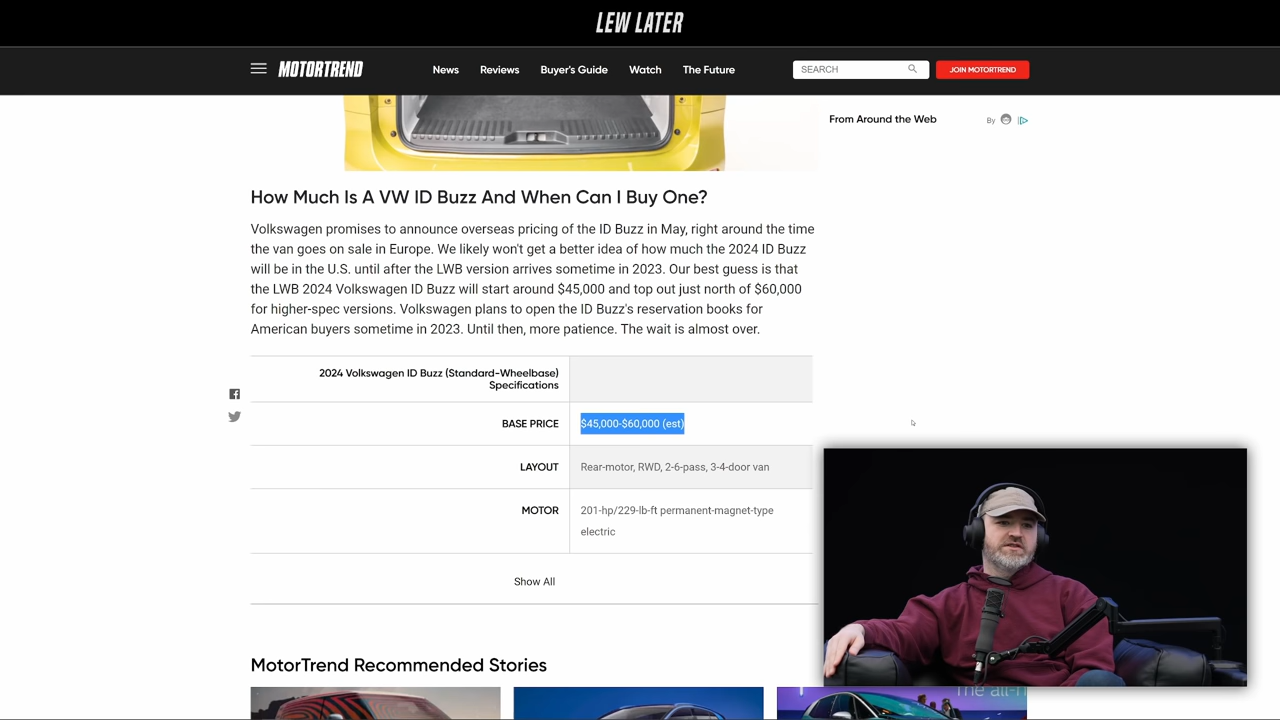 LEW LATER
MOTORTREND
News
Reviews
Buyer's Guide
Watch
The Future
SEARCH
JOIN MOTORTREND
From Around the Web
By
How Much Is A VW ID Buzz And When Can I Buy One?
Volkswagen promises to announce overseas pricing of the ID Buzz in May, right around the time
the van goes on sale in Europe. We likely won't get a better idea of how much the 2024 ID Buzz
will be in the U.S. until after the LWB version arrives sometime in 2023. Our best guess is that
the LWB 2024 Volkswagen ID Buzz will start around $45,000 and top out just north of $60,000
for higher-spec versions. Volkswagen plans to open the ID Buzz's reservation books for
American buyers sometime in 2023. Until then, more patience. The wait is almost over.
2024 Volkswagen ID Buzz (Standard-Wheelbase)
Specifications
BASE PRICE
$45,000-$60,000 (est)
LAYOUT
Rear-motor, RWD, 2-6-pass, 3-4-door van
MOTOR
201-hp/229-lb-ft permanent-magnet-type
electric
Show All
MotorTrend Recommended Stories